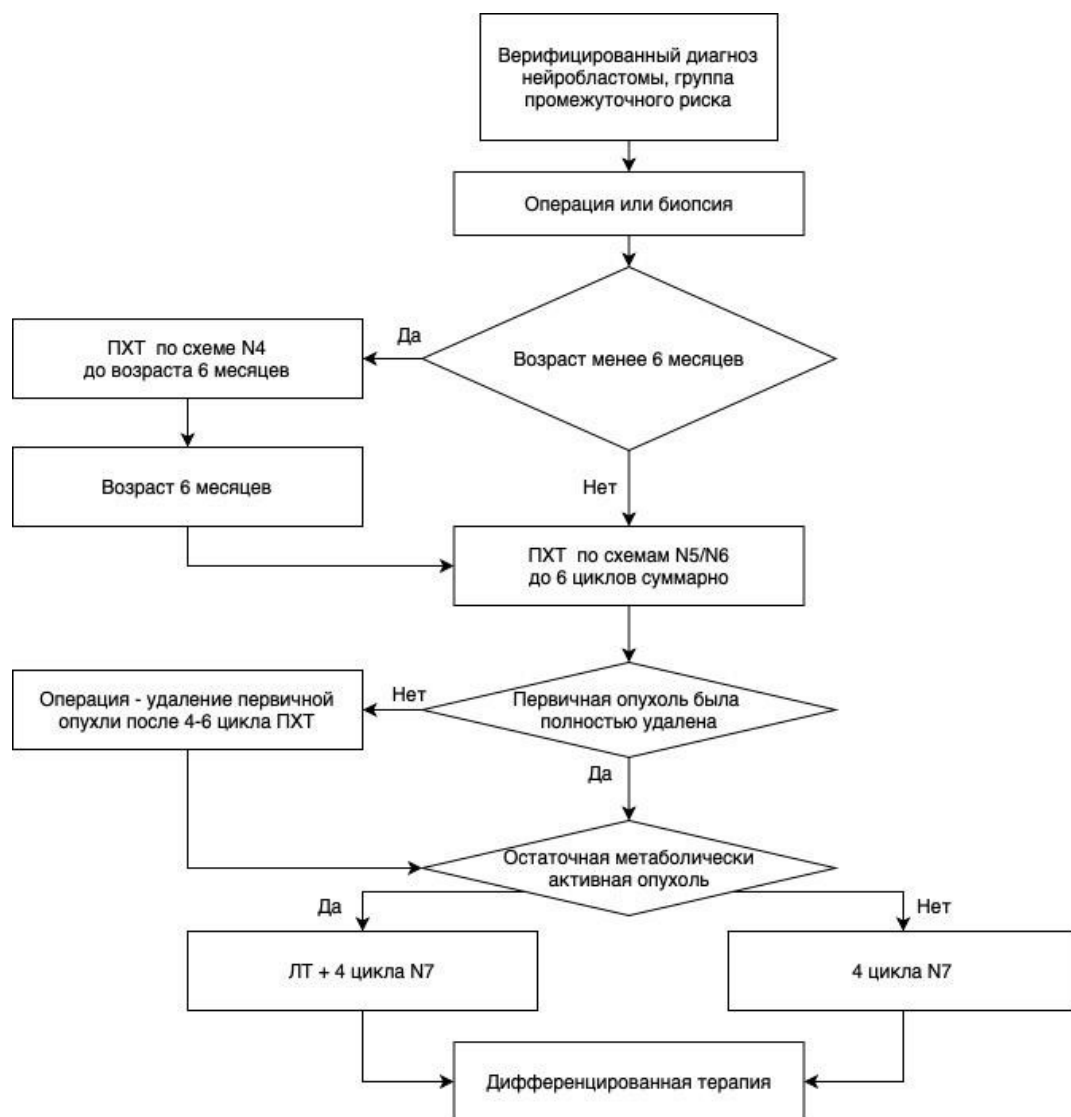 Верифицированный диагноз
нейробластомы, группа
промежуточного риска
Операция или биопсия
Возраст менее 6 месяцев
Да
ПХТ по схеме N4
до возраста 6 месяцев
Возраст 6 месяцев
Нет
ПХТ по схемам N5/N6
до 6 циклов суммарно
Первичная опухоль была
полностью удалена
Нет
Операция - удаление первичной
опухли после 4-6 цикла ПХТ
Да
Остаточная метаболически
активная опухоль
Да
Нет
ЛТ + 4 цикла N7
4 цикла N7
Дифференцированная терапия